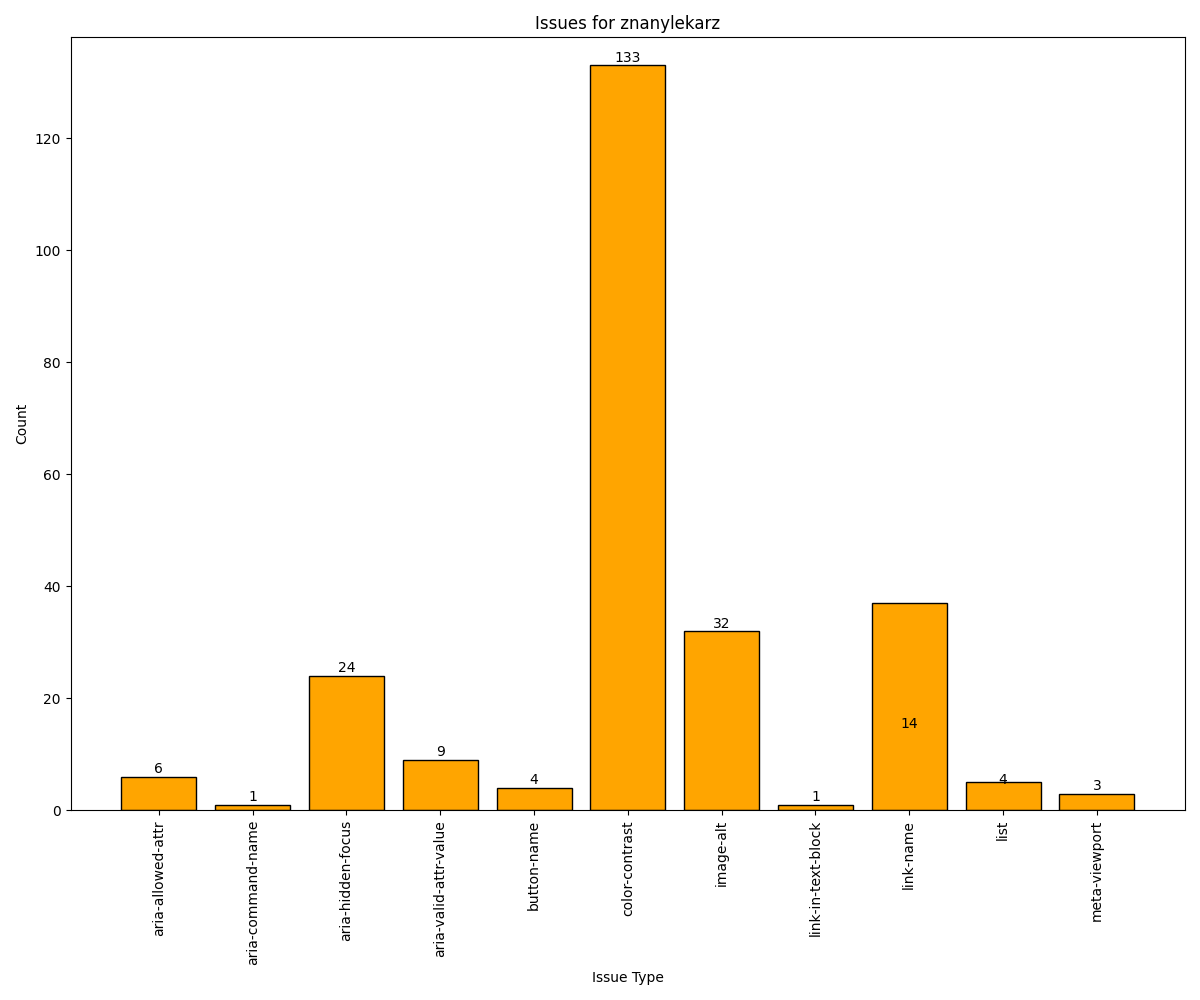 Issues for znanylekarz
133
120
100
80
60
40
20
0
Count
6
1
24
9
4
32
1
14
4
3
aria-allowed-attr
aria-command-name
aria-hidden-focus
aria-valid-attr-value
button-name
color-contrast
image-alt
link-in-text-block
link-name
list
meta-viewport
Issue Type